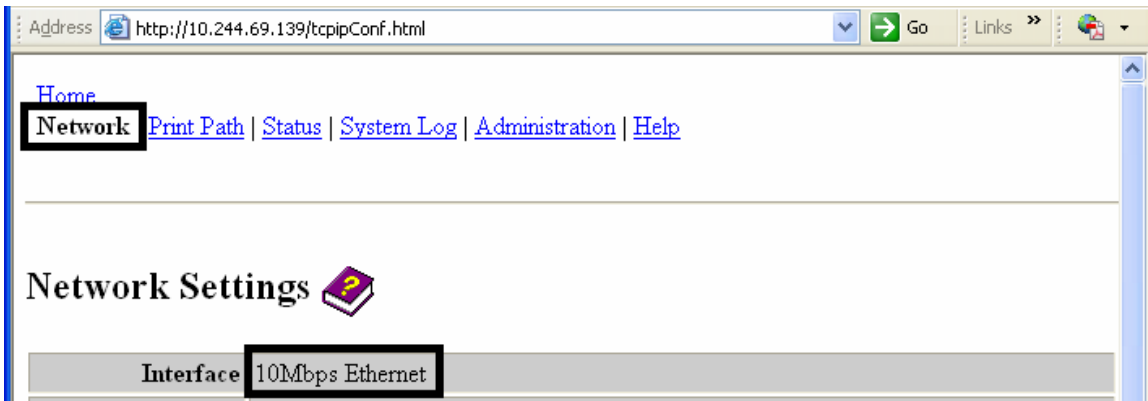 Address http://10.244.69.139/tcpipConf.html Go Links »
Home
Network Print Path | Status | System Log | Administration | Help
Network Settings ?
Interface 10Mbps Ethernet